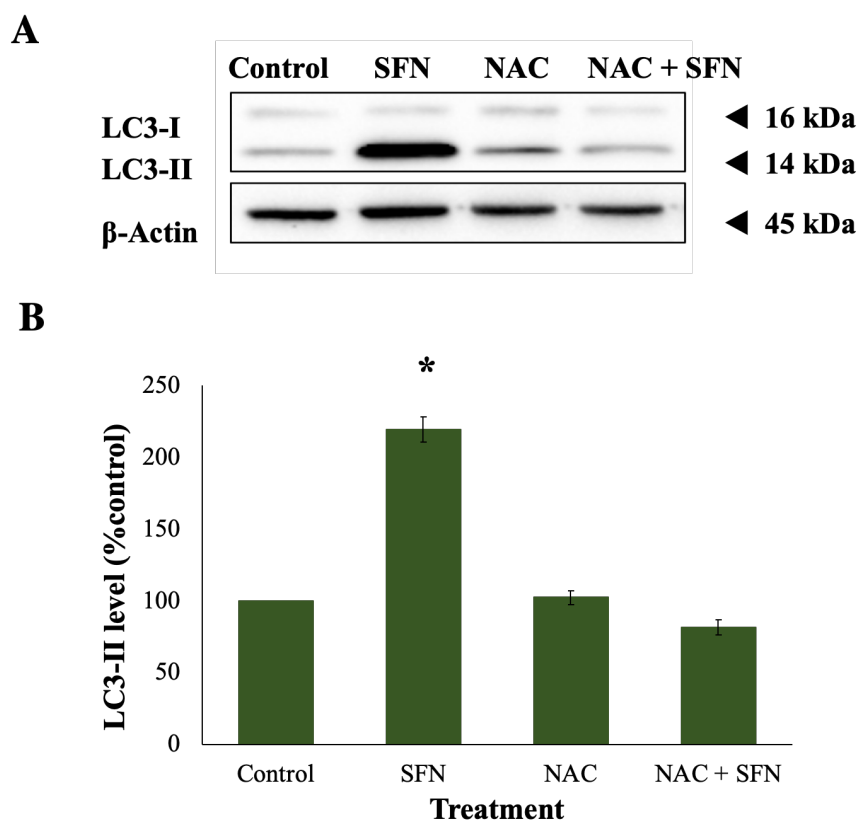 A
Control SFN NAC NAC + SFN
LC3-I
16 kDa
LC3-II
14 kDa
β-Actin
45 kDa
B
*
250
200
150
100
50
0
LC3-II level (%control)
Control SFN NAC NAC + SFN
Treatment